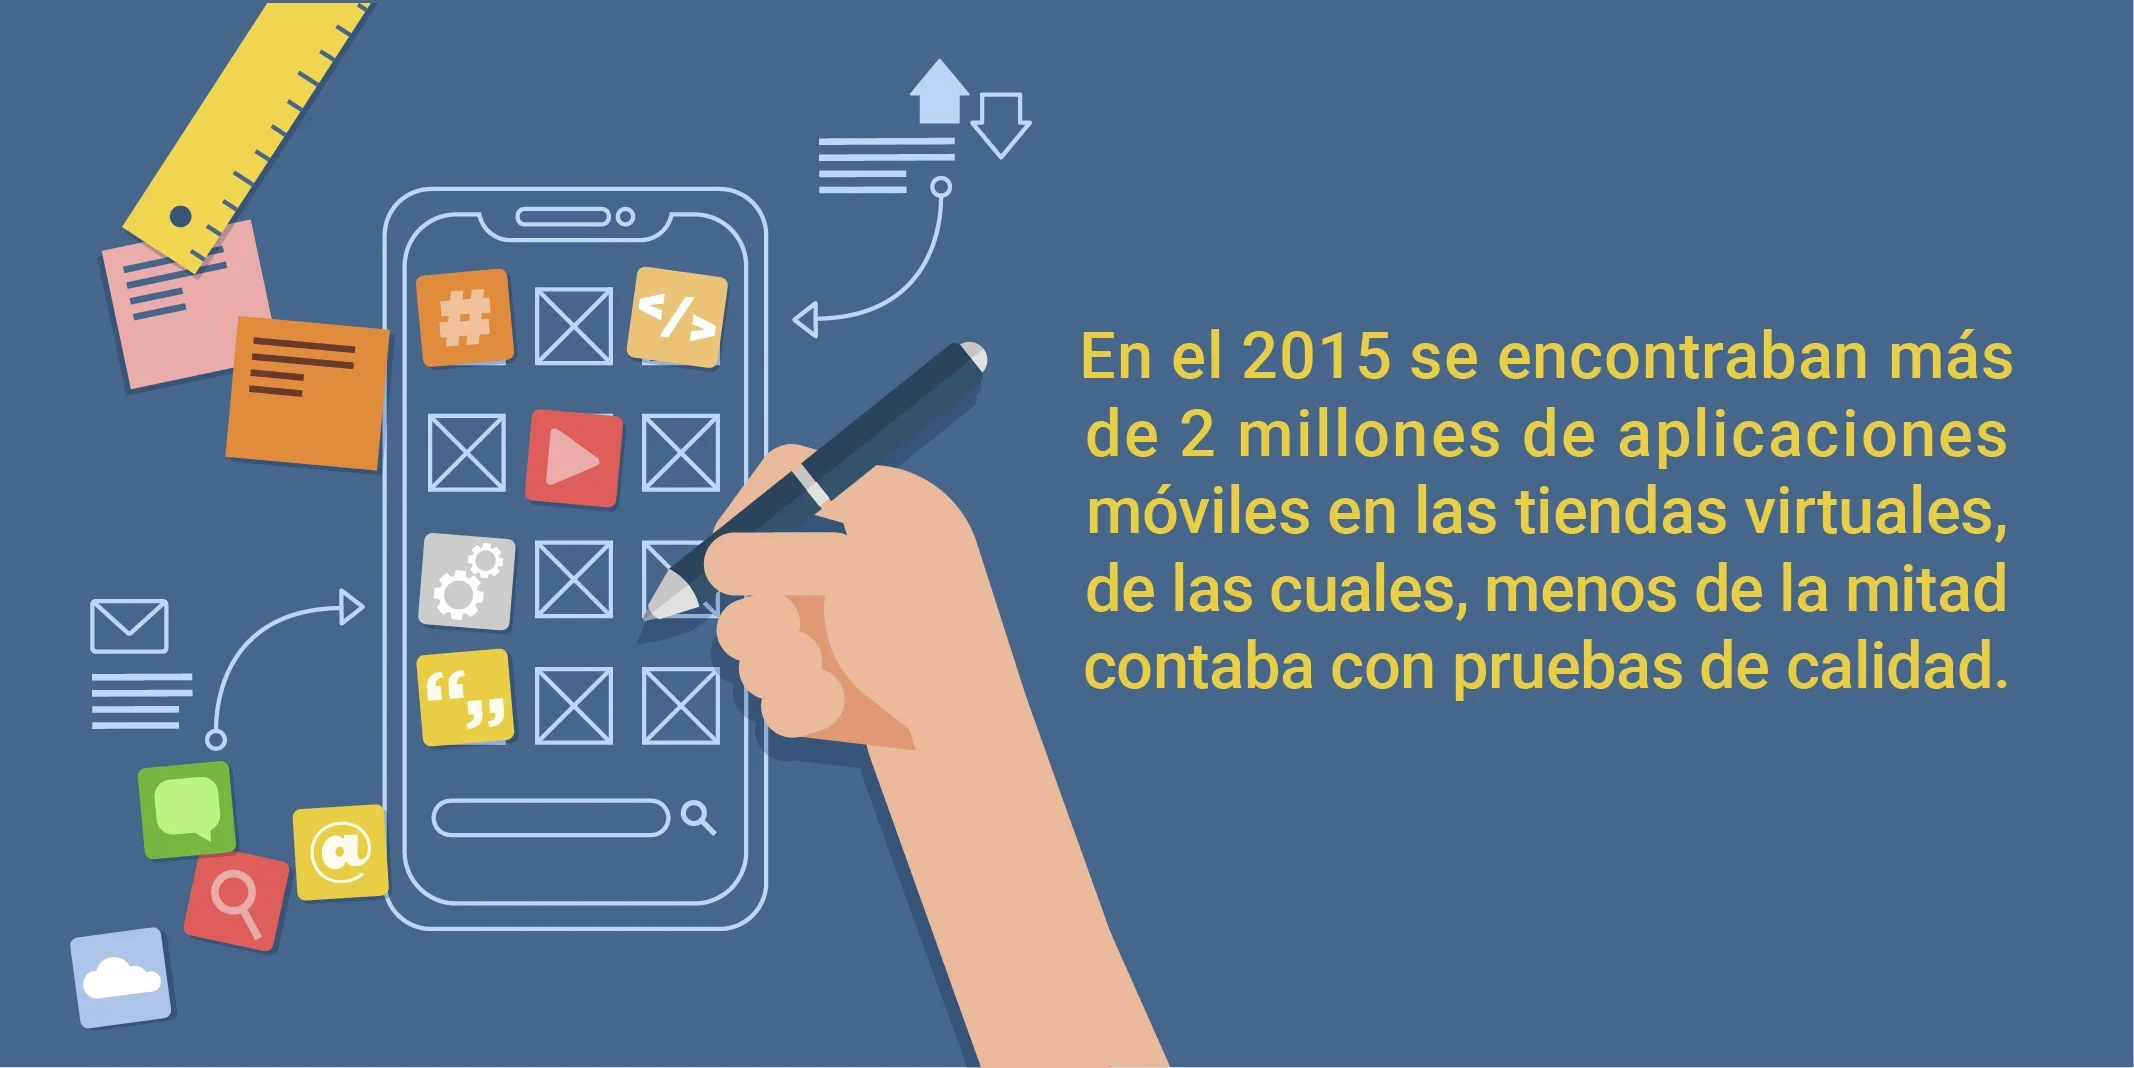 En el 2015 se encontraban más
de 2 millones de aplicaciones
móviles en las tiendas virtuales,
de las cuales, menos de la mitad
contaba con pruebas de calidad.
#
</>
“ ”
@